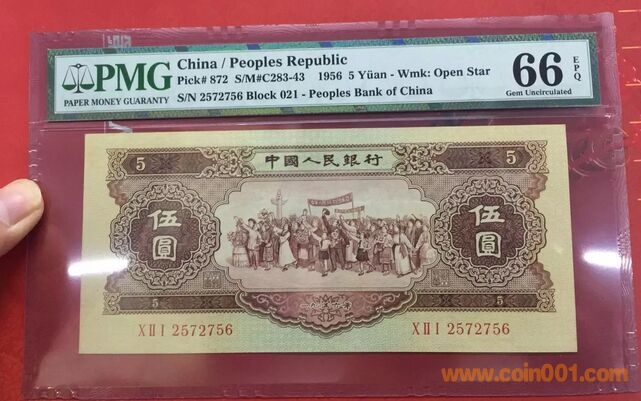 PMG
PAPER MONEY GUARANTY
China / Peoples Republic
Pick# 872 S/M#C283-43 1956 5 Yüan - Wmk: Open Star
S/N 2572756 Block 021 - Peoples Bank of China
66 EPQ
Gem Uncirculated
5 中國人民銀行 5
伍圓 伍圓
5 5
XIII 2572756 XIII 2572756
www.coin001.com